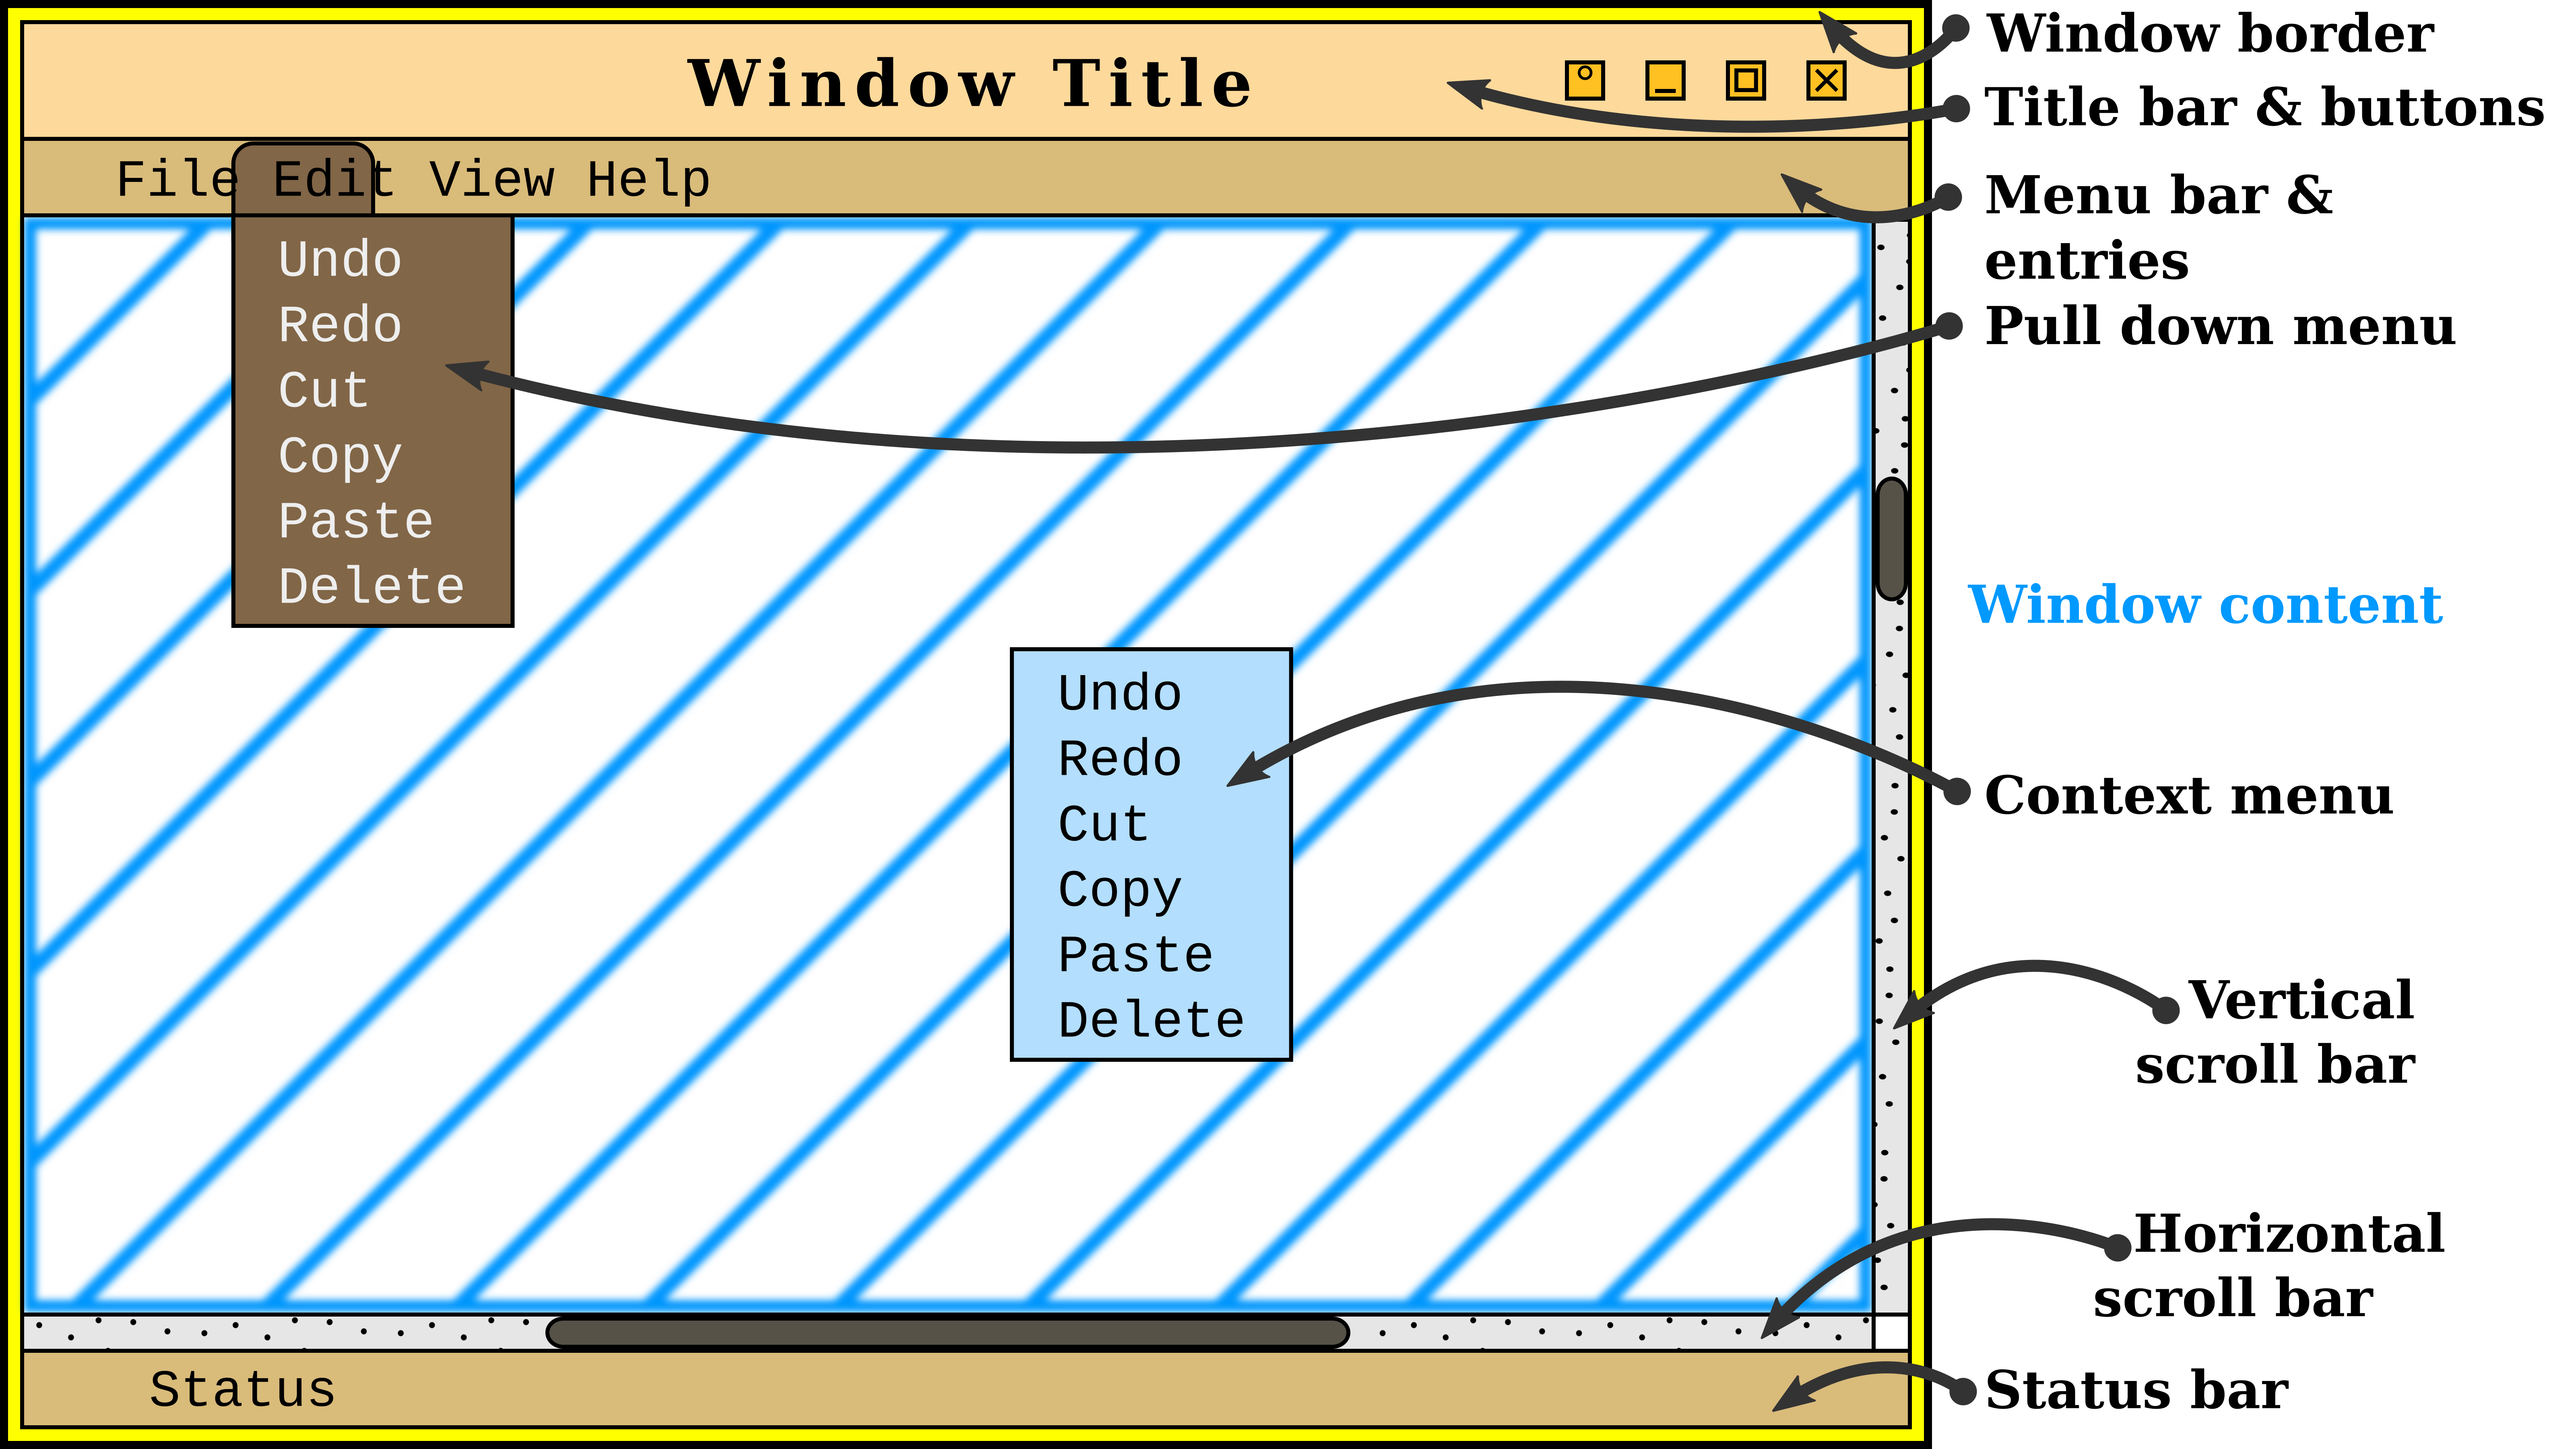 Window Title
File Edit View Help
Undo
Redo
Cut
Copy
Paste
Delete
Undo
Redo
Cut
Copy
Paste
Delete
Status
Window border
Title bar & buttons
Menu bar &
entries
Pull down menu
Window content
Context menu
Vertical
scroll bar
Horizontal
scroll bar
Status bar